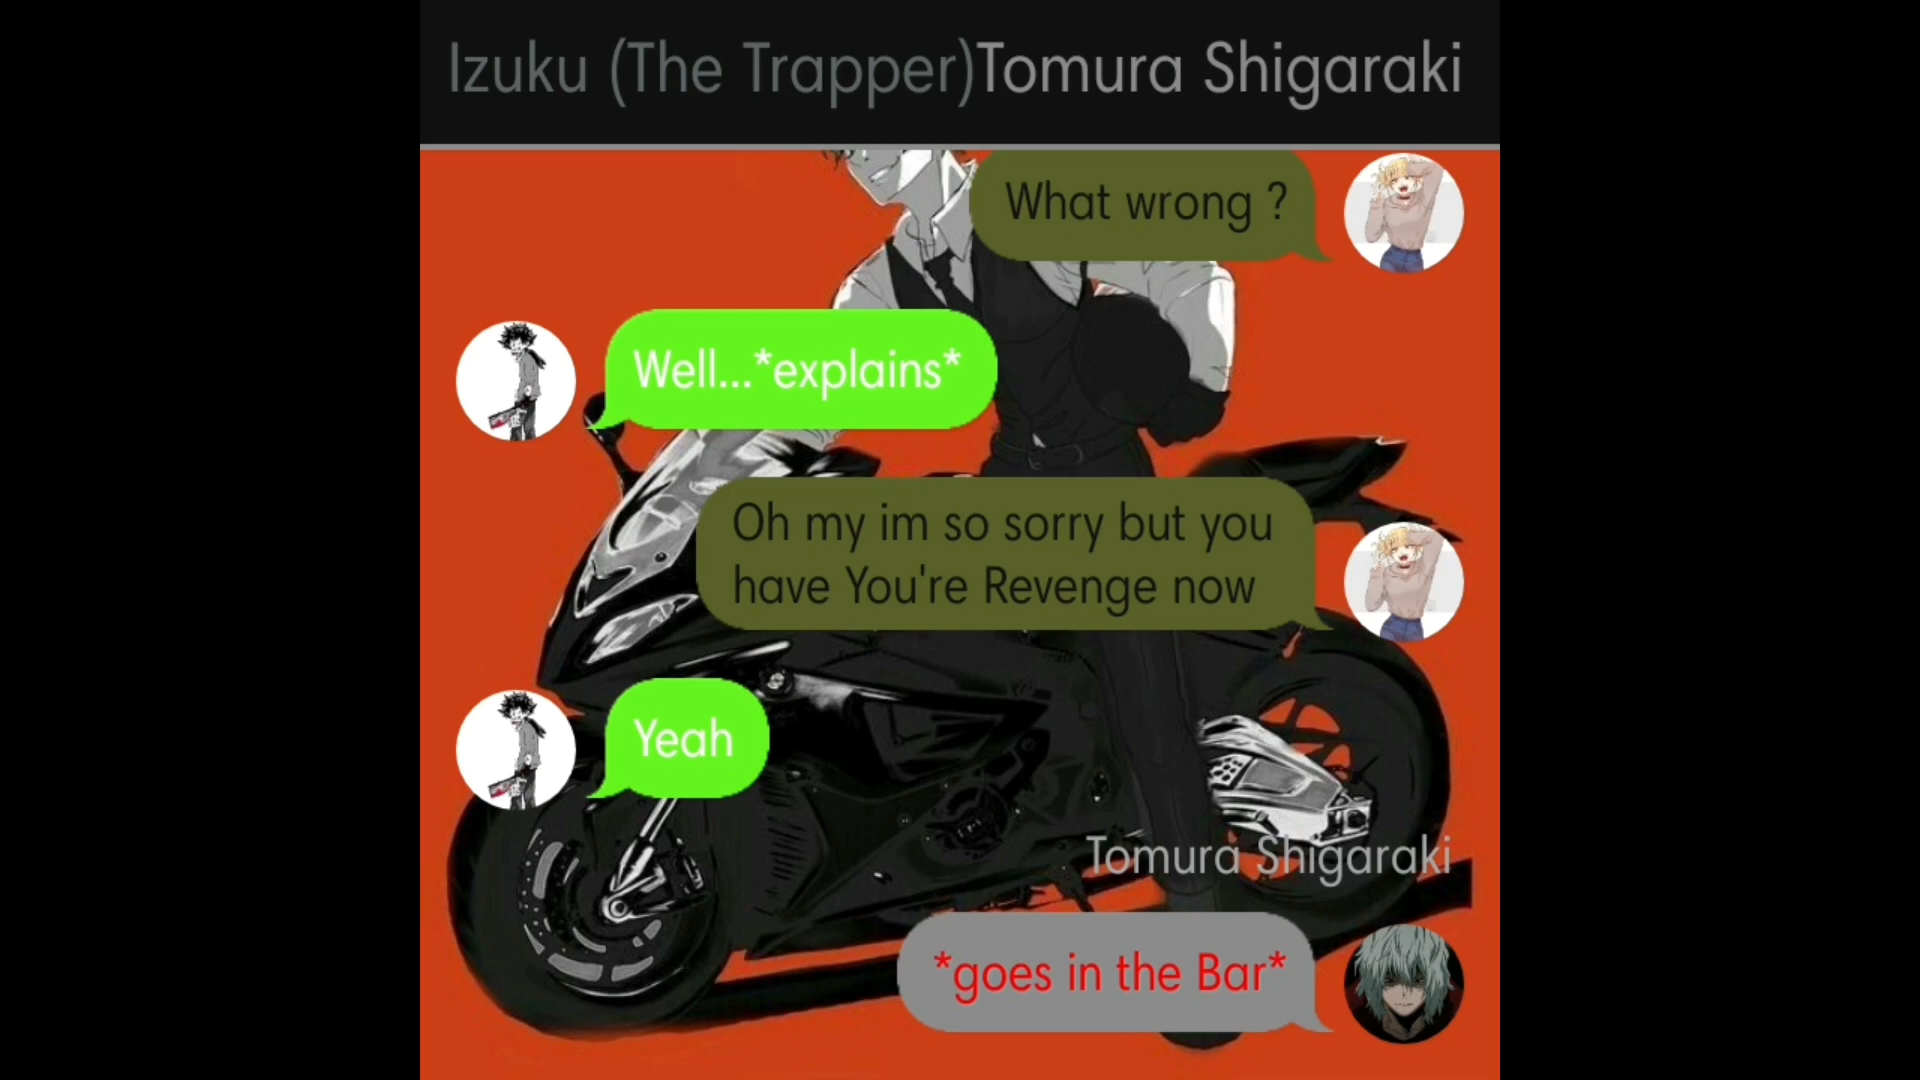 Izuku (The Trapper)Tomura Shigaraki
What wrong ?
Well...*explains*
Oh my im so sorry but you
have You're Revenge now
Yeah
Tomura Shigaraki
*goes in the Bar*